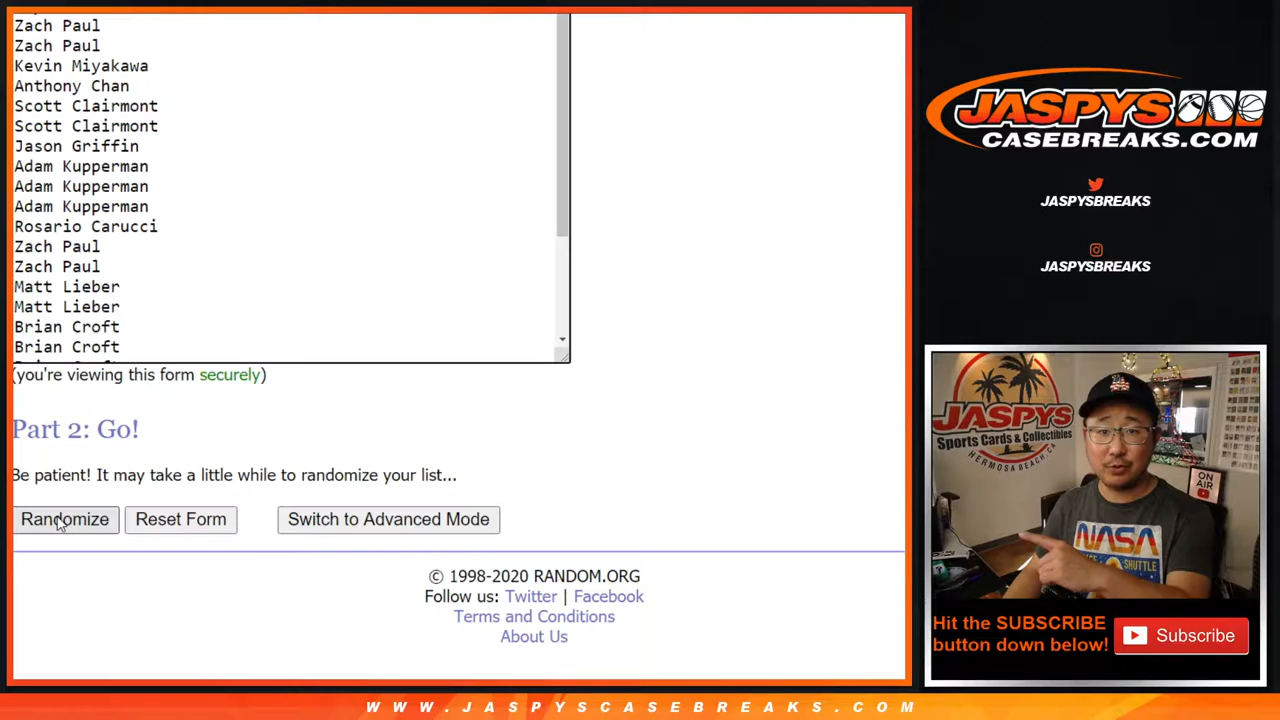 Zach Paul
Zach Paul
Kevin Miyakawa
Anthony Chan
Scott Clairmont
Scott Clairmont
Jason Griffin
Adam Kupperman
Adam Kupperman
Adam Kupperman
Rosario Carucci
Zach Paul
Zach Paul
Matt Lieber
Matt Lieber
Brian Croft
Brian Croft
(you're viewing this form securely)
Part 2: Go!
Be patient! It may take a little while to randomize your list...
Randomize
Reset Form
Switch to Advanced Mode
© 1998-2020 RANDOM.ORG
Follow us: Twitter | Facebook
Terms and Conditions
About Us
JASPYS
CASEBREAKS.COM
JASPYSBREAKS
JASPYSBREAKS
JASPYS
Sports Cards & Collectibles
HERMOSA BEACH, CA
ON AIR
NASA
SHUTTLE
Hit the SUBSCRIBE
button down below!
Subscribe
WWW.JASPYSCASEBREAKS.COM